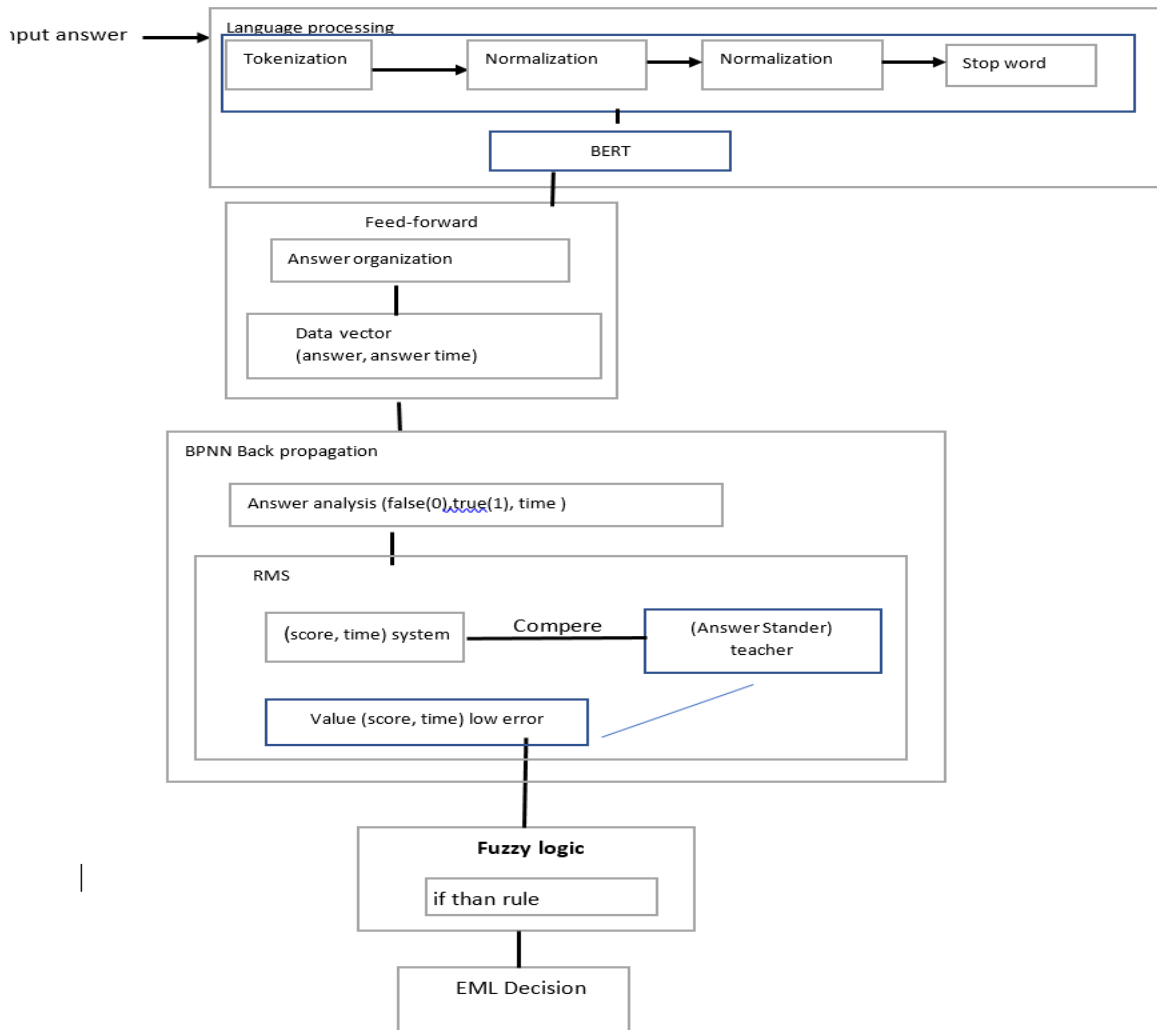 nput answer
Language processing
Tokenization
Normalization
Normalization
Stop word
BERT
Feed-forward
Answer organization
Data vector
(answer, answer time)
BPNN Back propagation
Answer analysis (false(0),true(1), time )
RMS
(score, time) system
Compere
(Answer Stander)
teacher
Value (score, time) low error
Fuzzy logic
if than rule
EML Decision